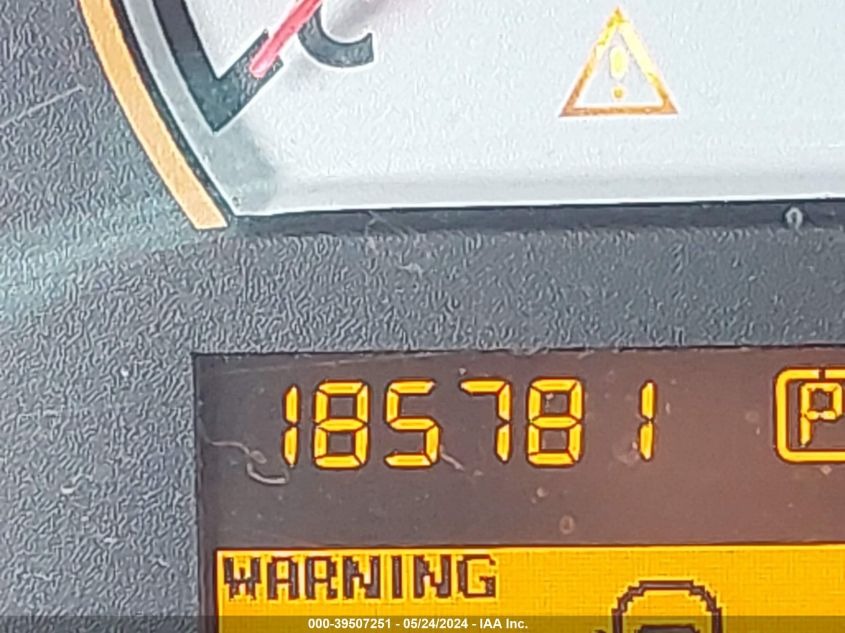 C
185781 P
WARNING
000-39507251 - 05/24/2024 - IAA Inc.